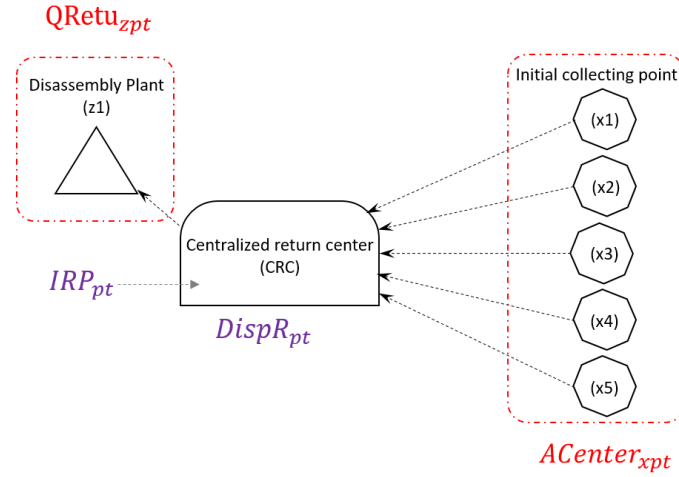 QRetu_zpt
Disassembly Plant
(z1)
Initial collecting point
(x1)
(x2)
Centralized return center
(CRC)
(x3)
IRP_pt
DispR_pt
(x4)
(x5)
ACenter_xpt